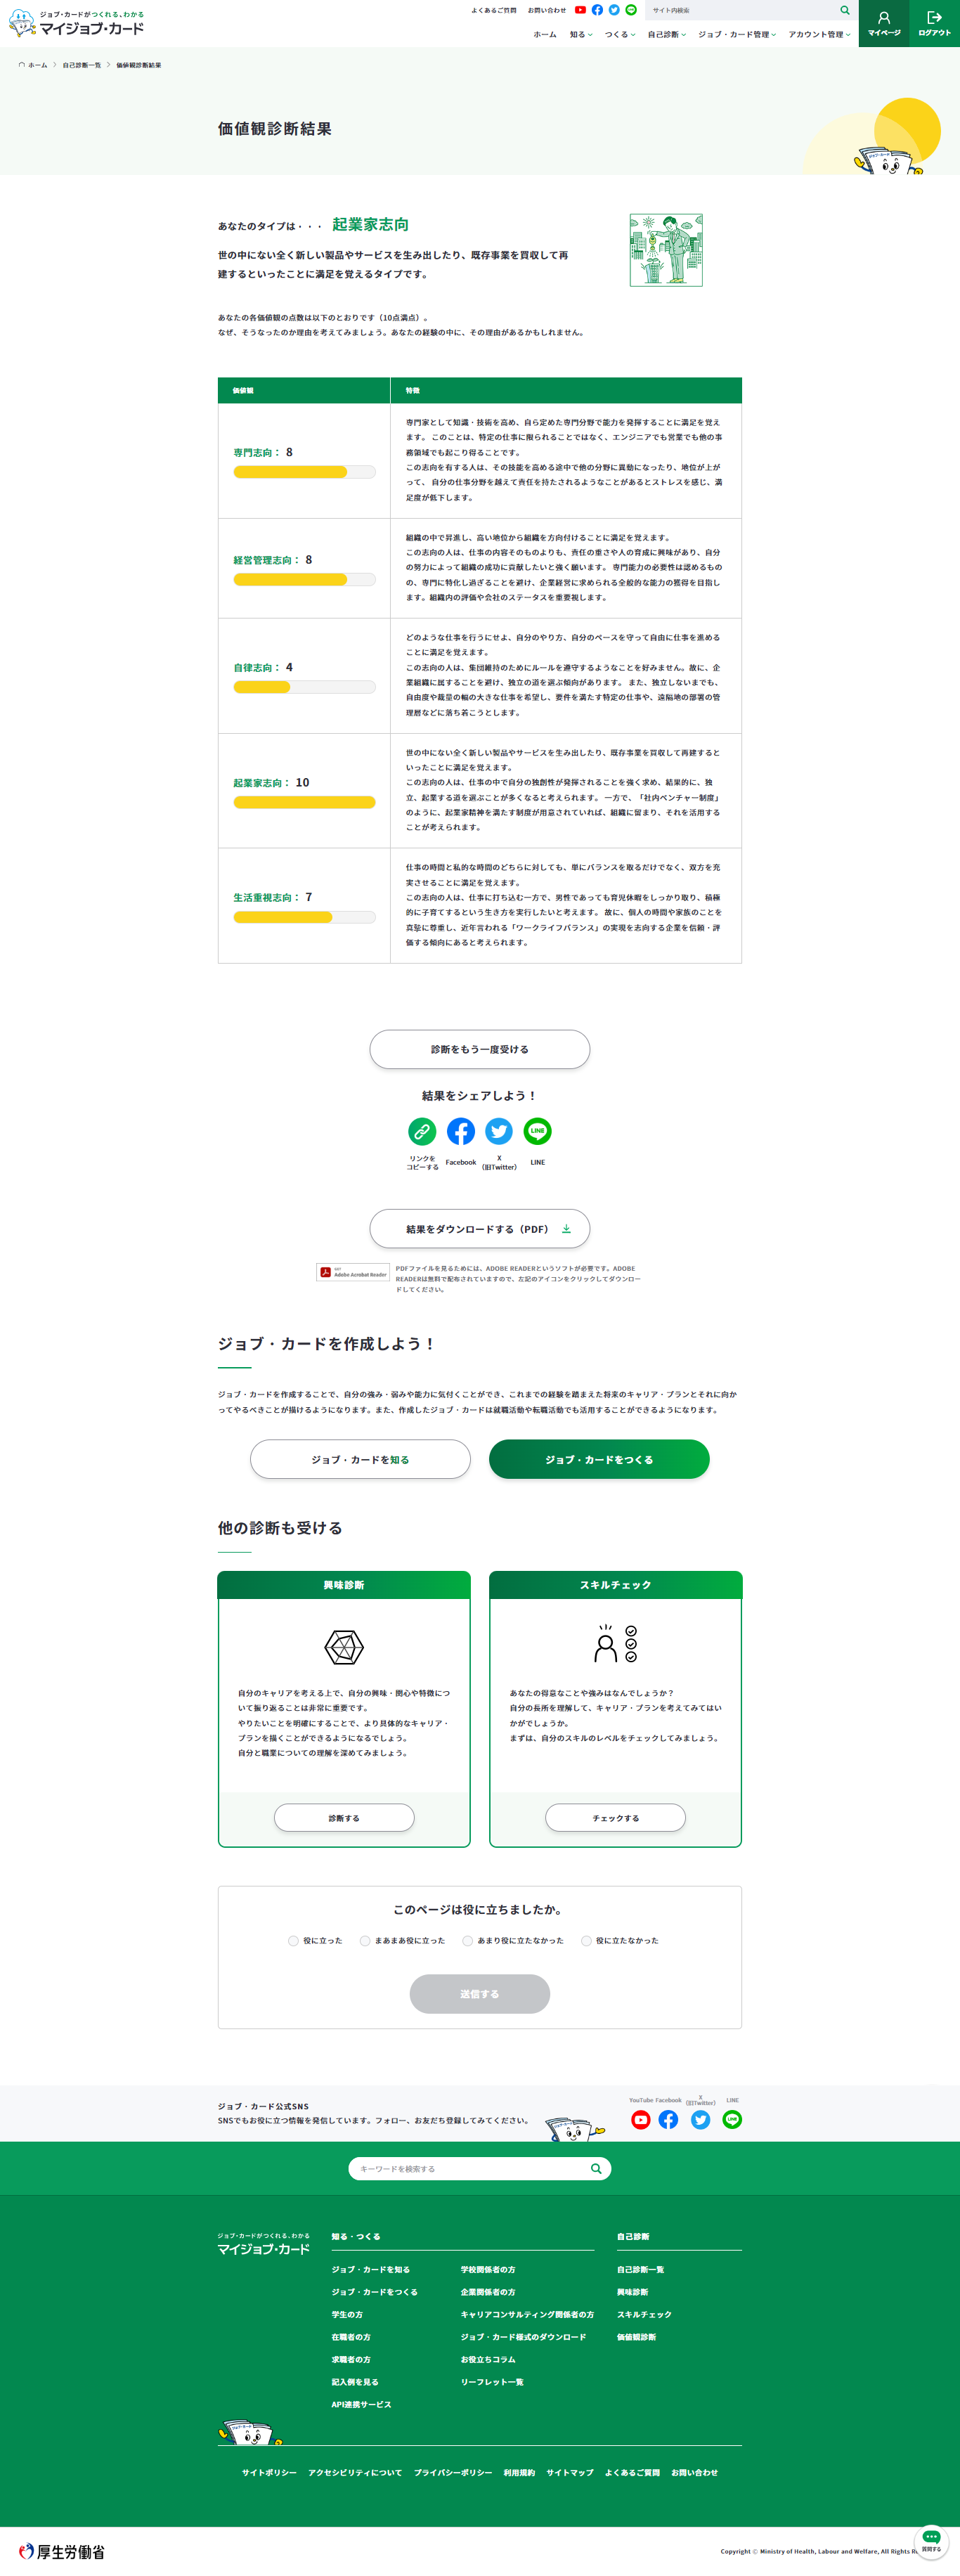 ジョブ・カードがつくれる、わかる
マイジョブ・カード
よくあるご質問 お問い合わせ
サイト内検索
ホーム 知る つくる 自己診断 ジョブ・カード管理 アカウント管理
マイページ
ログアウト
ホーム 自己診断一覧 価値観診断結果
価値観診断結果
あなたのタイプは・・・ 起業家志向
世の中にない全く新しい製品やサービスを生み出したり、既存事業を買収して再
建するといったことに満足を覚えるタイプです。
あなたの各価値観の点数は以下のとおりです（10点満点）。
なぜ、そうなったのか理由を考えてみましょう。あなたの経験の中に、その理由があるかもしれません。
価値観 特徴
専門志向： 8
専門家として知識・技術を高め、自ら定めた専門分野で能力を発揮することに満足を覚え
ます。 このことは、特定の仕事に限られることではなく、エンジニアでも営業でも他の事
務領域でも起こり得ることです。
この志向を有する人は、その技能を高める途中で他の分野に異動になったり、地位が上が
って、 自分の仕事分野を越えて責任を持たされるようなことがあるとストレスを感じ、満
足度が低下します。
経営管理志向： 8
組織の中で昇進し、高い地位から組織を方向付けることに満足を覚えます。
この志向の人は、仕事の内容そのものよりも、責任の重さや人の育成に興味があり、自分
の努力によって組織の成功に貢献したいと強く願います。 専門能力の必要性は認めるもの
の、専門に特化し過ぎることを避け、企業経営に求められる全般的な能力の獲得を目指し
ます。組織内の評価や会社のステータスを重要視します。
自律志向： 4
どのような仕事を行うにせよ、自分のやり方、自分のペースを守って自由に仕事を進める
ことに満足を覚えます。
この志向の人は、集団維持のためにルールを遵守するようなことを好みません。故に、企
業組織に属することを避け、独立の道を選ぶ傾向があります。 また、独立しないまでも、
自由度や裁量の幅の大きな仕事を希望し、要件を満たす特定の仕事や、遠隔地の部署の管
理層などに落ち着こうとします。
起業家志向： 10
世の中にない全く新しい製品やサービスを生み出したり、既存事業を買収して再建すると
いったことに満足を覚えます。
この志向の人は、仕事の中で自分の独創性が発揮されることを強く求め、結果的に、独
立、起業する道を選ぶことが多くなると考えられます。 一方で、「社内ベンチャー制度」
のように、起業家精神を満たす制度が用意されていれば、組織に留まり、それを活用する
ことが考えられます。
生活重視志向： 7
仕事の時間と私的な時間のどちらに対しても、単にバランスを取るだけでなく、双方を充
実させることに満足を覚えます。
この志向の人は、仕事に打ち込む一方で、男性であっても育児休暇をしっかり取り、積極
的に子育てするという生き方を実行したいと考えます。 故に、個人の時間や家族のことを
真摯に尊重し、近年言われる「ワークライフバランス」の実現を志向する企業を信頼・評
価する傾向にあると考えられます。
診断をもう一度受ける
結果をシェアしよう！
リンクを
コピーする
Facebook
X
（旧Twitter）
LINE
結果をダウンロードする（PDF）
Adobe Acrobat Reader
PDFファイルを見るためには、ADOBE READERというソフトが必要です。ADOBE
READERは無料で配布されていますので、左記のアイコンをクリックしてダウンロー
ドしてください。
ジョブ・カードを作成しよう！
ジョブ・カードを作成することで、自分の強み・弱みや能力に気付くことができ、これまでの経験を踏まえた将来のキャリア・プランとそれに向か
ってやるべきことが描けるようになります。また、作成したジョブ・カードは就職活動や転職活動でも活用することができるようになります。
ジョブ・カードを知る ジョブ・カードをつくる
他の診断も受ける
興味診断
自分のキャリアを考える上で、自分の興味・関心や特徴につ
いて振り返ることは非常に重要です。
やりたいことを明確にすることで、より具体的なキャリア・
プランを描くことができるようになるでしょう。
自分と職業についての理解を深めてみましょう。
診断する
スキルチェック
あなたの得意なことや強みはなんでしょうか？
自分の長所を理解して、キャリア・プランを考えてみてはい
かがでしょうか。
まずは、自分のスキルのレベルをチェックしてみましょう。
チェックする
このページは役に立ちましたか。
役に立った まあまあ役に立った あまり役に立たなかった 役に立たなかった
送信する
ジョブ・カード公式SNS
SNSでもお役に立つ情報を発信しています。フォロー、お友だち登録してみてください。
YouTube Facebook X（旧Twitter） LINE
キーワードを検索する
ジョブ・カードがつくれる、わかる
マイジョブ・カード
知る・つくる
ジョブ・カードを知る
ジョブ・カードをつくる
学生の方
在職者の方
求職者の方
記入例を見る
API連携サービス
学校関係者の方
企業関係者の方
キャリアコンサルティング関係者の方
ジョブ・カード様式のダウンロード
お役立ちコラム
リーフレット一覧
自己診断
自己診断一覧
興味診断
スキルチェック
価値観診断
サイトポリシー アクセシビリティについて プライバシーポリシー 利用規約 サイトマップ よくあるご質問 お問い合わせ
厚生労働省
Copyright © Ministry of Health, Labour and Welfare, All Rights
質問する